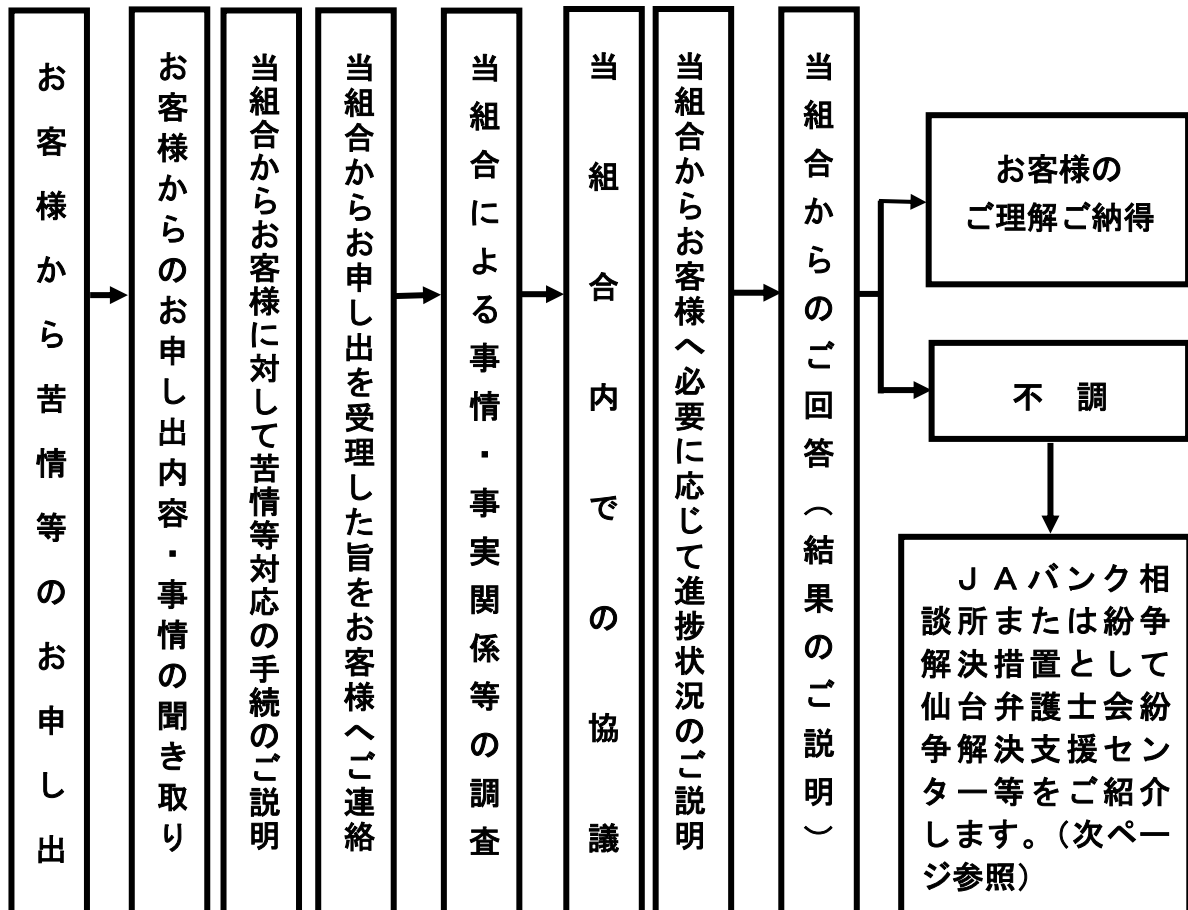 お客様から苦情等のお申し出
お客様からのお申し出内容・事情の聞き取り
当組合からお客様に対して苦情等対応の手続のご説明
当組合からお申し出を受理した旨をお客様へご連絡
当組合による事情・事実関係等の調査
当組合内での協議
当組合からお客様へ必要に応じて進捗状況のご説明
当組合からのご回答（結果のご説明）
お客様の
ご理解ご納得
不調
ＪＡバンク相
談所または紛争
解決措置として
仙台弁護士会紛
争解決支援セン
ター等をご紹介
します。（次ペー
ジ参照）